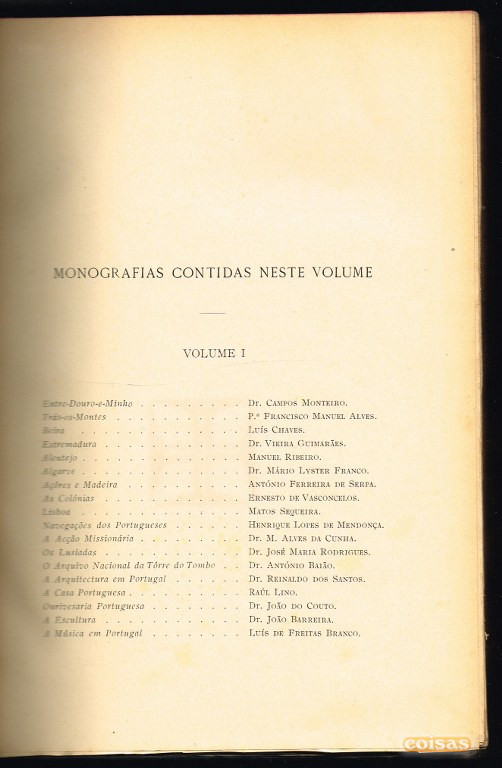 MONOGRAFIAS CONTIDAS NESTE VOLUME
VOLUME I
Entre-Douro-e-Minho . . . . . . . . . Dr. Campos Monteiro.
Trás-os-Montes . . . . . . . . . . P.e Francisco Manuel Alves.
Beira . . . . . . . . . . . . . Luís Chaves.
Extremadura . . . . . . . . . . . Dr. Vieira Guimarães.
Alentejo . . . . . . . . . . . . Manuel Ribeiro.
Algarve . . . . . . . . . . . . Dr. Mário Lyster Franco.
Açôres e Madeira . . . . . . . . . António Ferreira de Serpa.
As Colónias . . . . . . . . . . . Ernesto de Vasconcelos.
Lisboa . . . . . . . . . . . . . Matos Sequeira.
Navegações dos Portugueses . . . . . . Henrique Lopes de Mendonça.
A Acção Missionária . . . . . . . . Dr. M. Alves da Cunha.
Os Lusíadas . . . . . . . . . . . Dr. José Maria Rodrigues.
O Arquivo Nacional da Tôrre do Tombo . . Dr. António Baião.
A Arquitectura em Portugal . . . . . . Dr. Reinaldo dos Santos.
A Casa Portuguesa . . . . . . . . . Raúl Lino.
Ourivesaria Portuguesa . . . . . . . Dr. João do Couto.
A Escultura . . . . . . . . . . . Dr. João Barreira.
A Música em Portugal . . . . . . . . Luís de Freitas Branco.
coisas